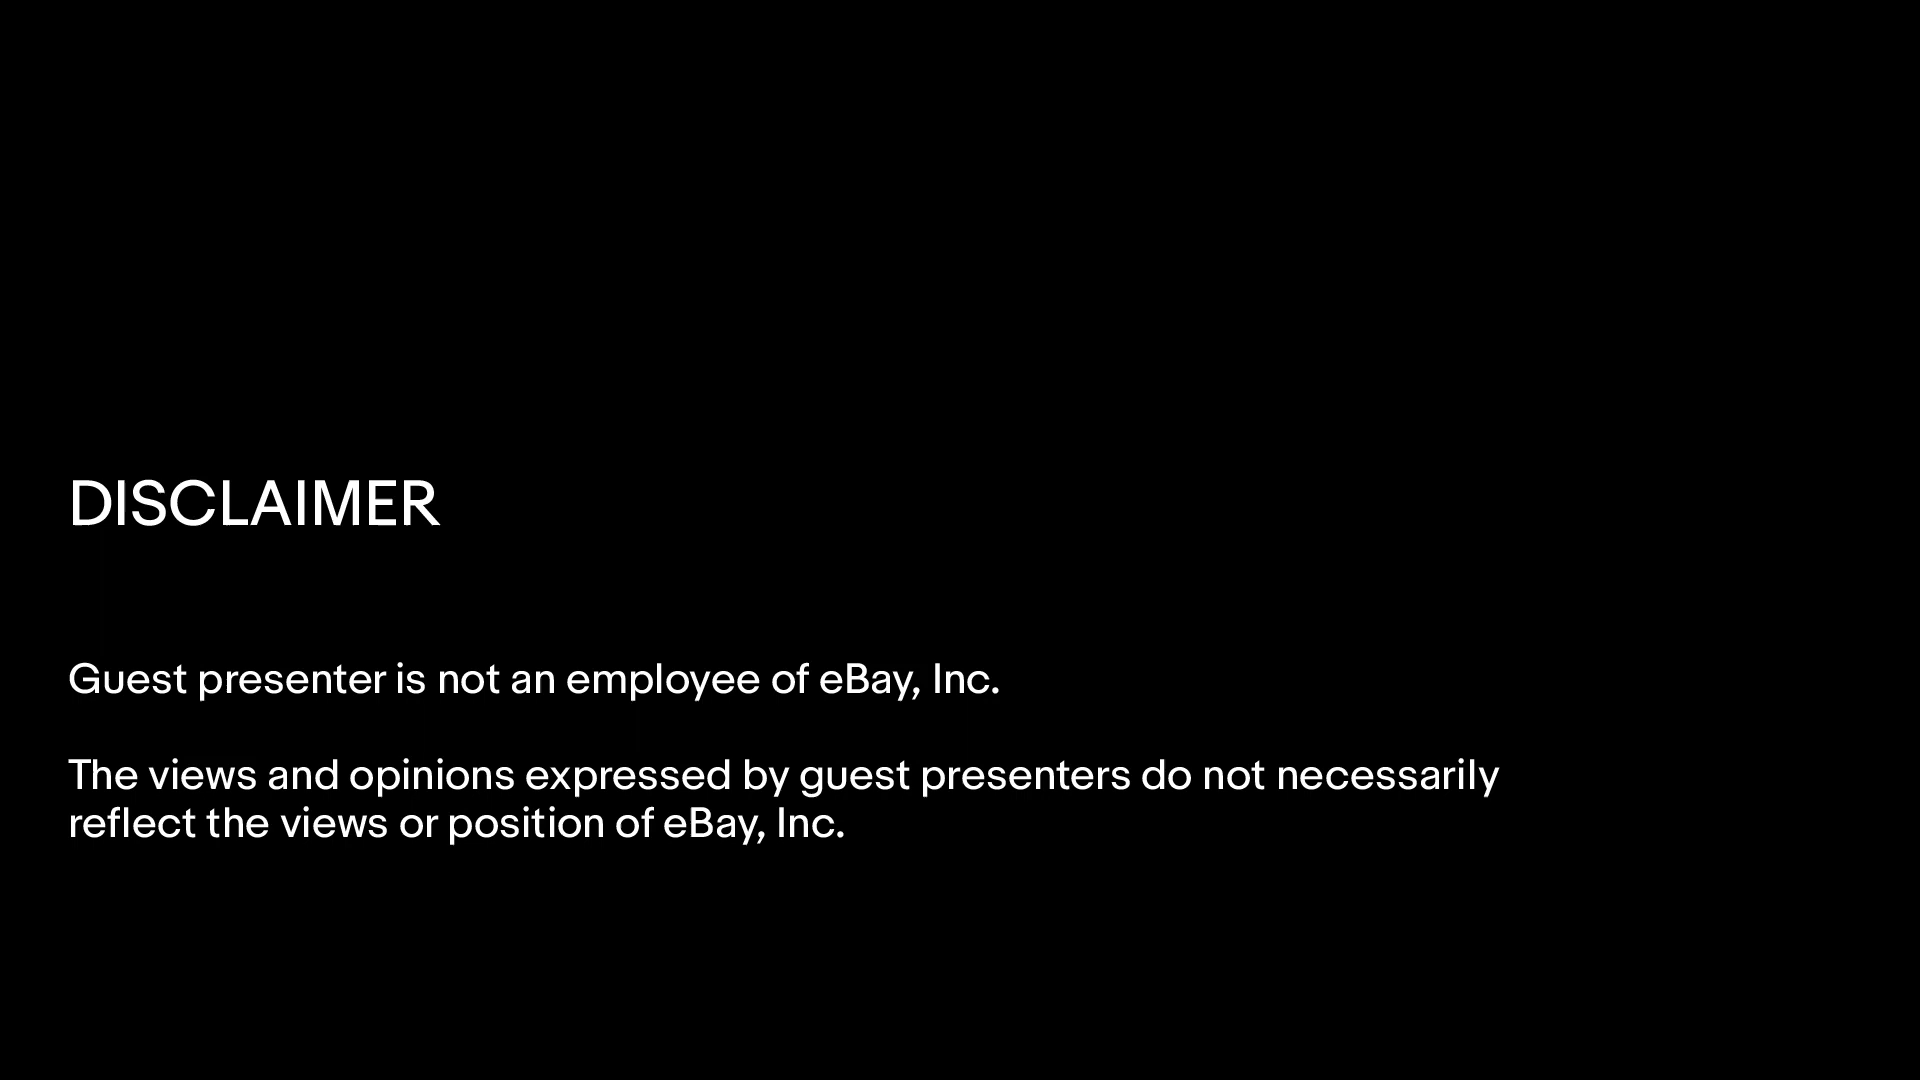 DISCLAIMER
Guest presenter is not an employee of eBay, Inc.
The views and opinions expressed by guest presenters do not necessarily
reflect the views or position of eBay, Inc.